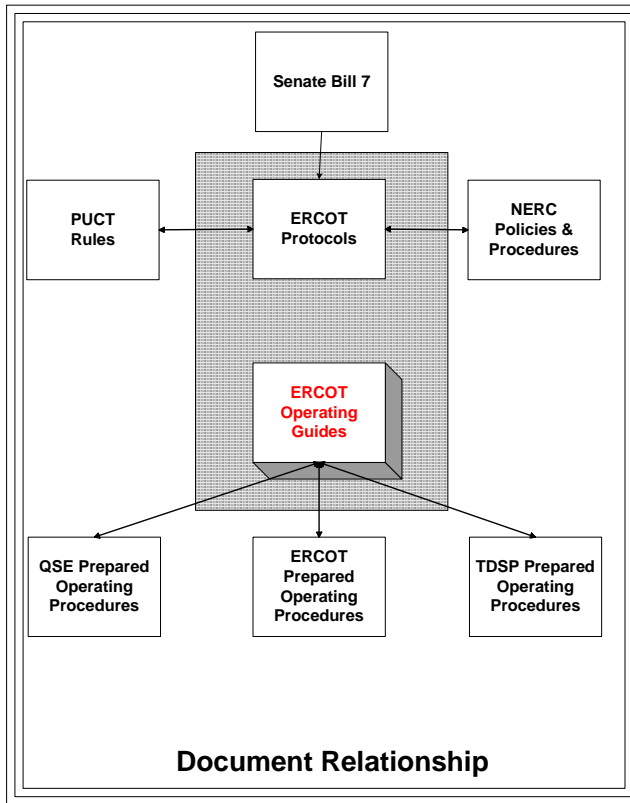 Senate Bill 7
PUCT
Rules
ERCOT
Protocols
NERC
Policies &
Procedures
ERCOT
Operating
Guides
QSE Prepared
Operating
Procedures
ERCOT
Prepared
Operating
Procedures
TDSP Prepared
Operating
Procedures
Document Relationship